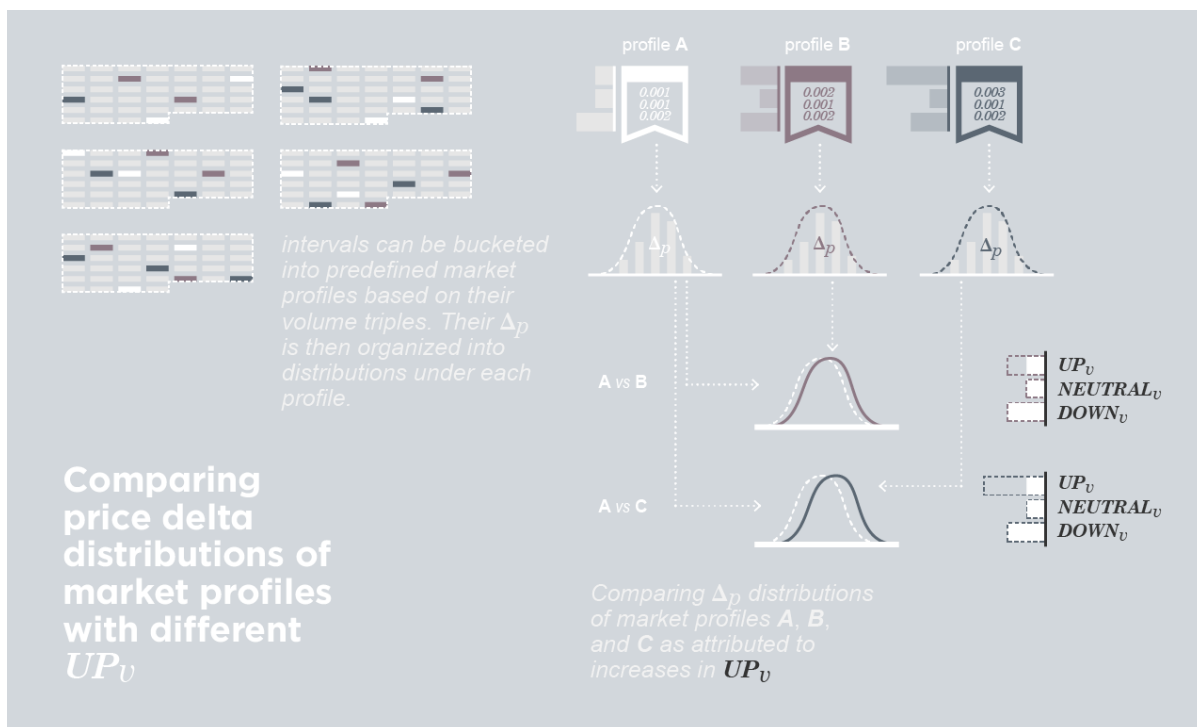 profile A
profile B
profile C
0.001
0.001
0.002
0.002
0.001
0.002
0.003
0.001
0.002
Δp
Δp
Δp
intervals can be bucketed
into predefined market
profiles based on their
volume triples. Their Δp
is then organized into
distributions under each
profile.
A vs B
UPv
NEUTRALv
DOWNv
A vs C
UPv
NEUTRALv
DOWNv
Comparing
price delta
distributions of
market profiles
with different
UPv
Comparing Δp distributions
of market profiles A, B,
and C as attributed to
increases in UPv